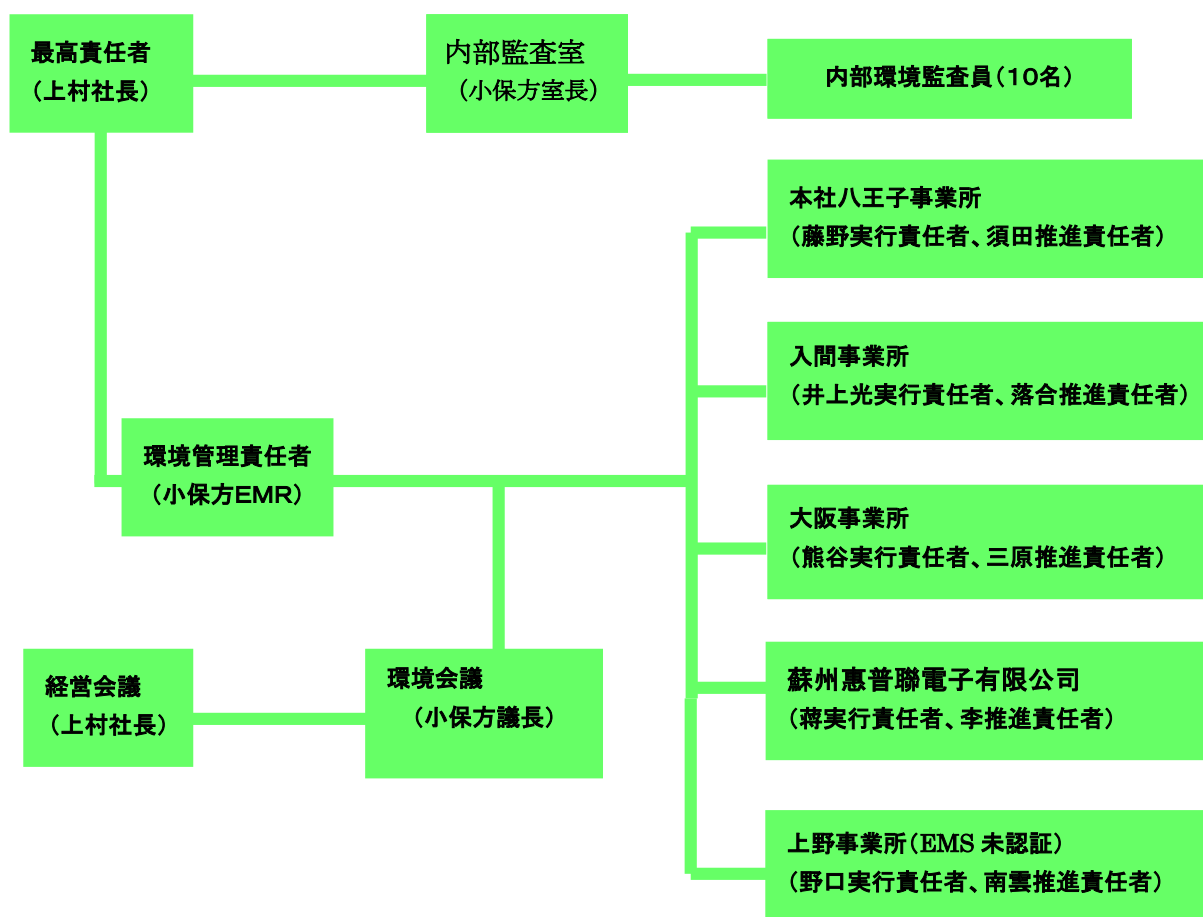 最高責任者
（上村社長）
内部監査室
（小保方室長）
内部環境監査員（１０名）
本社八王子事業所
（藤野実行責任者、須田推進責任者）
入間事業所
（井上光実行責任者、落合推進責任者）
環境管理責任者
（小保方ＥＭＲ）
大阪事業所
（熊谷実行責任者、三原推進責任者）
経営会議
（上村社長）
環境会議
（小保方議長）
蘇州惠普聯電子有限公司
（蒋実行責任者、李推進責任者）
上野事業所（EMS 未認証）
（野口実行責任者、南雲推進責任者）